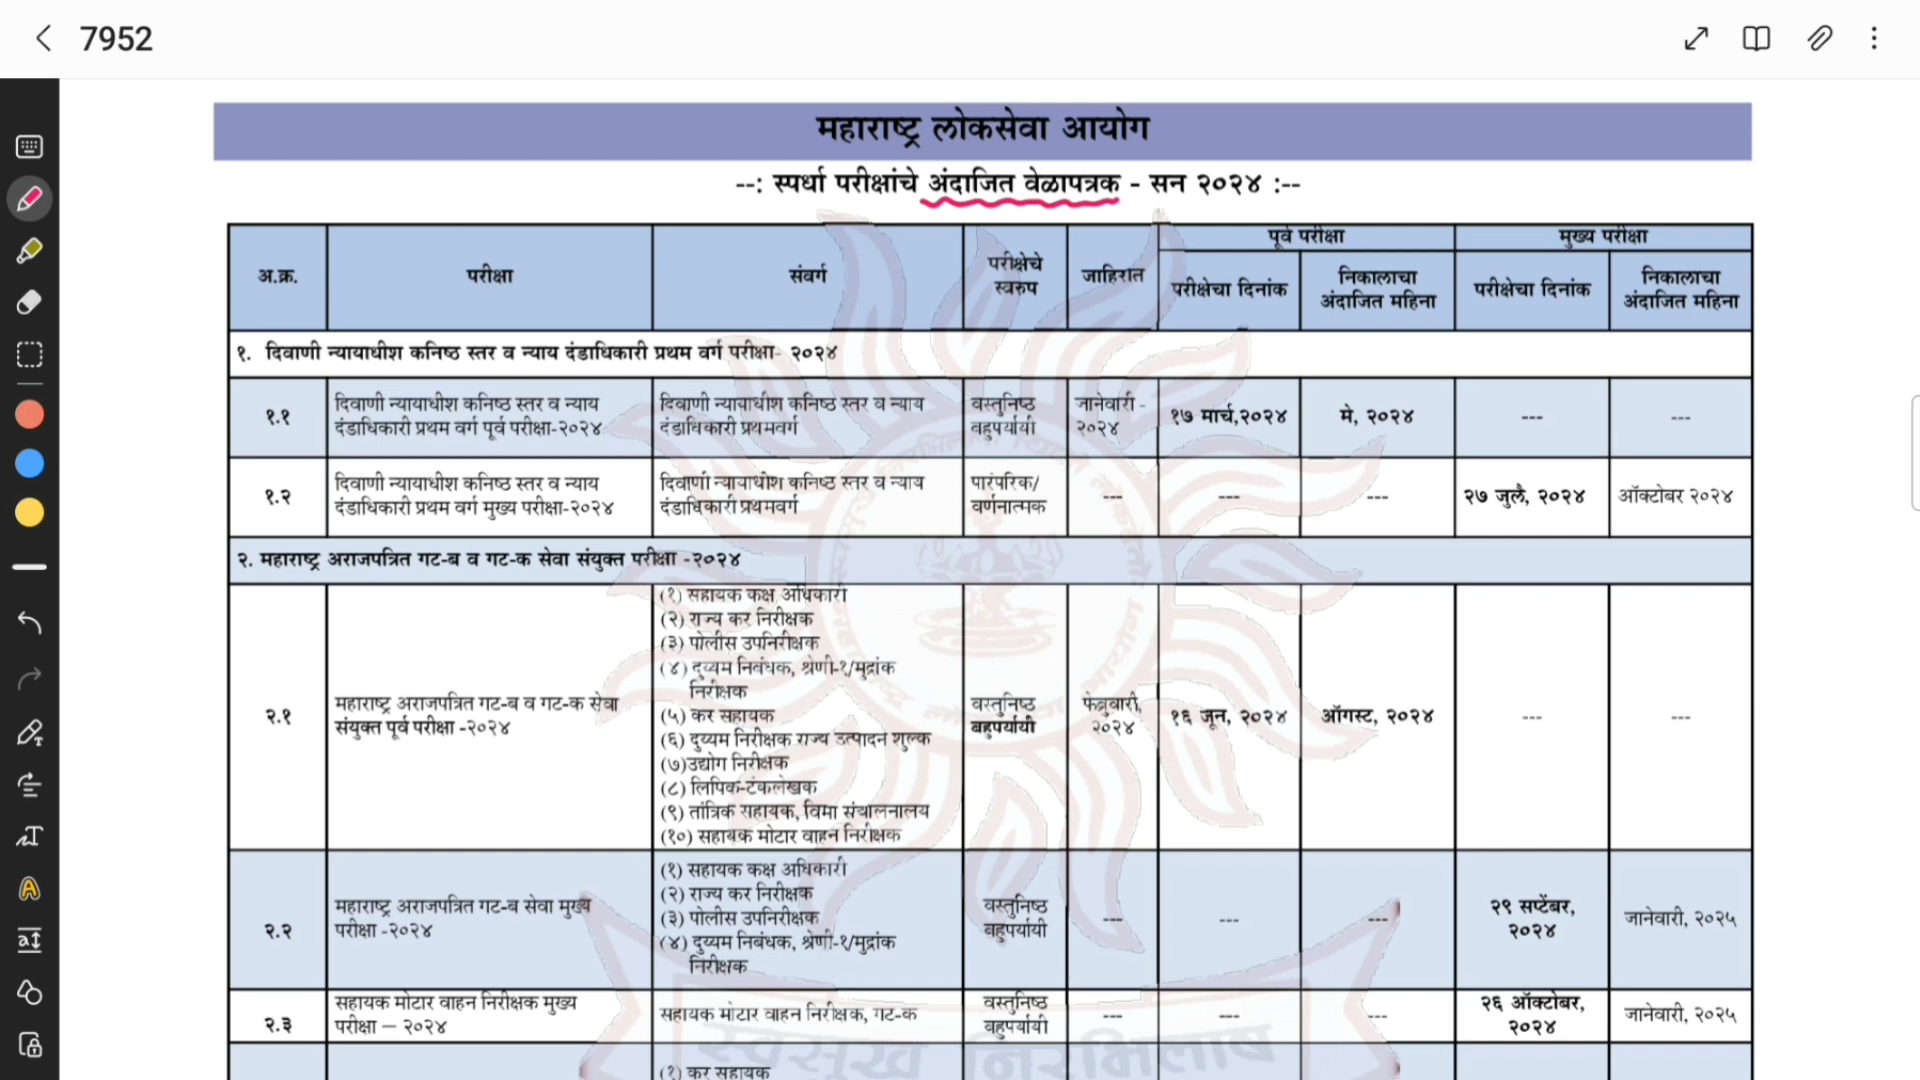 7952
महाराष्ट्र लोकसेवा आयोग
--: स्पर्धा परीक्षांचे अंदाजित वेळापत्रक - सन २०२४ :--
अ.क्र.
परीक्षा
संवर्ग
परीक्षेचे
स्वरुप
जाहिरात
पूर्व परीक्षा
मुख्य परीक्षा
परीक्षेचा दिनांक
निकालाचा
अंदाजित महिना
परीक्षेचा दिनांक
निकालाचा
अंदाजित महिना
१. दिवाणी न्यायाधीश कनिष्ठ स्तर व न्याय दंडाधिकारी प्रथम वर्ग परीक्षा- २०२४
१.१
दिवाणी न्यायाधीश कनिष्ठ स्तर व न्याय
दंडाधिकारी प्रथम वर्ग पूर्व परीक्षा-२०२४
दिवाणी न्यायाधीश कनिष्ठ स्तर व न्याय
दंडाधिकारी प्रथमवर्ग
वस्तुनिष्ठ
बहुपर्यायी
जानेवारी -
२०२४
१७ मार्च,२०२४
मे, २०२४
---
---
१.२
दिवाणी न्यायाधीश कनिष्ठ स्तर व न्याय
दंडाधिकारी प्रथम वर्ग मुख्य परीक्षा-२०२४
दिवाणी न्यायाधीश कनिष्ठ स्तर व न्याय
दंडाधिकारी प्रथमवर्ग
पारंपरिक/
वर्णनात्मक
---
---
---
२७ जुलै, २०२४
ऑक्टोबर २०२४
२. महाराष्ट्र अराजपत्रित गट-ब व गट-क सेवा संयुक्त परीक्षा -२०२४
२.१
महाराष्ट्र अराजपत्रित गट-ब व गट-क सेवा
संयुक्त पूर्व परीक्षा -२०२४
(१) सहायक कक्ष अधिकारी
(२) राज्य कर निरीक्षक
(३) पोलीस उपनिरीक्षक
(४) दुय्यम निबंधक, श्रेणी-१/मुद्रांक
निरीक्षक
(५) कर सहायक
(६) दुय्यम निरीक्षक राज्य उत्पादन शुल्क
(७)उद्योग निरीक्षक
(८) लिपिक-टंकलेखक
(९) तांत्रिक सहायक, विमा संचालनालय
(१०) सहायक मोटार वाहन निरीक्षक
वस्तुनिष्ठ
बहुपर्यायी
फेब्रुवारी,
२०२४
१६ जून, २०२४
ऑगस्ट, २०२४
---
---
२.२
महाराष्ट्र अराजपत्रित गट-ब सेवा मुख्य
परीक्षा -२०२४
(१) सहायक कक्ष अधिकारी
(२) राज्य कर निरीक्षक
(३) पोलीस उपनिरीक्षक
(४) दुय्यम निबंधक, श्रेणी-१/मुद्रांक
निरीक्षक
वस्तुनिष्ठ
बहुपर्यायी
---
---
---
२९ सप्टेंबर,
२०२४
जानेवारी, २०२५
२.३
सहायक मोटार वाहन निरीक्षक मुख्य
परीक्षा – २०२४
सहायक मोटार वाहन निरीक्षक, गट-क
वस्तुनिष्ठ
बहुपर्यायी
---
---
---
२६ ऑक्टोबर,
२०२४
जानेवारी, २०२५
(१) कर सहायक